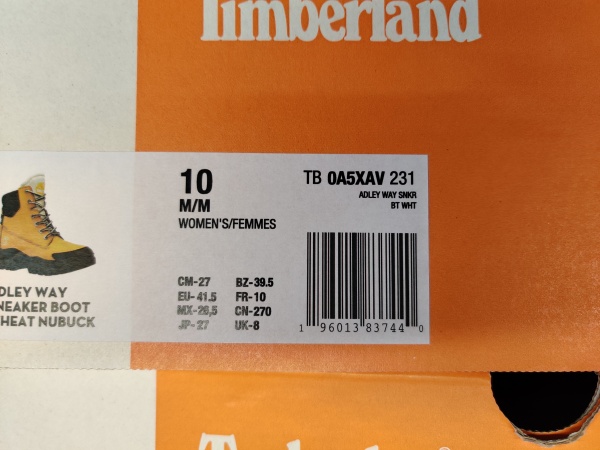 Timberland
10
M/M
WOMEN'S/FEMMES
TB 0A5XAV 231
ADLEY WAY SNKR
BT WHT
CM-27 BZ-39.5
EU-41.5 FR-10
MX-26,5 CN-270
JP-27 UK-8
1 96013 83744 0
DLEY WAY
NEAKER BOOT
HEAT NUBUCK